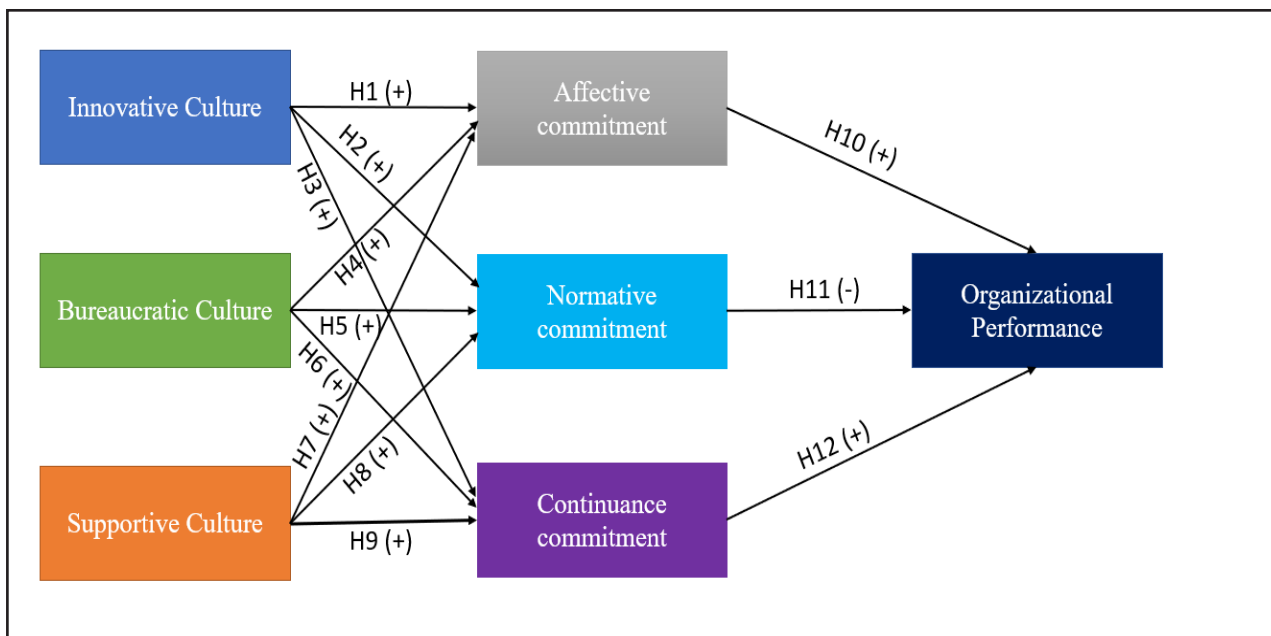 Innovative Culture
H1 (+)
Affective
commitment
H2 (+)
H3 (+)
H10 (+)
H4 (+)
Bureaucratic Culture
H5 (+)
Normative
commitment
H11 (-)
Organizational
Performance
H6 (+)
H7 (+)
H8 (+)
H12 (+)
Supportive Culture
H9 (+)
Continuance
commitment